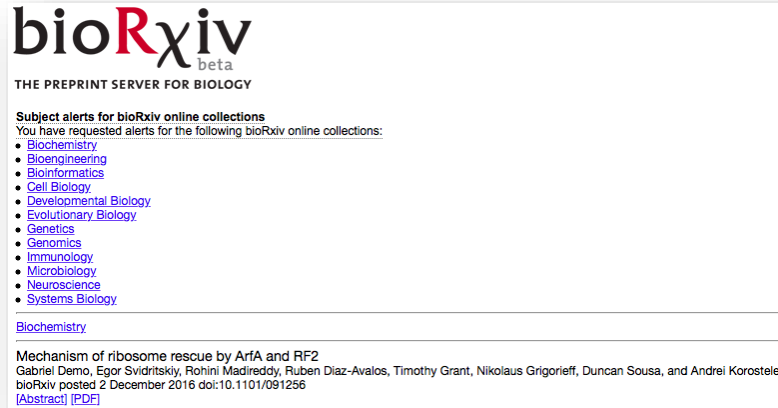 bioRxiv
beta
THE PREPRINT SERVER FOR BIOLOGY
Subject alerts for bioRxiv online collections
You have requested alerts for the following bioRxiv online collections:
• Biochemistry
• Bioengineering
• Bioinformatics
• Cell Biology
• Developmental Biology
• Evolutionary Biology
• Genetics
• Genomics
• Immunology
• Microbiology
• Neuroscience
• Systems Biology
Biochemistry
Mechanism of ribosome rescue by ArfA and RF2
Gabriel Demo, Egor Svidritskiy, Rohini Madireddy, Ruben Diaz-Avalos, Timothy Grant, Nikolaus Grigorieff, Duncan Sousa, and Andrei Korostele
bioRxiv posted 2 December 2016 doi:10.1101/091256
[Abstract] [PDF]